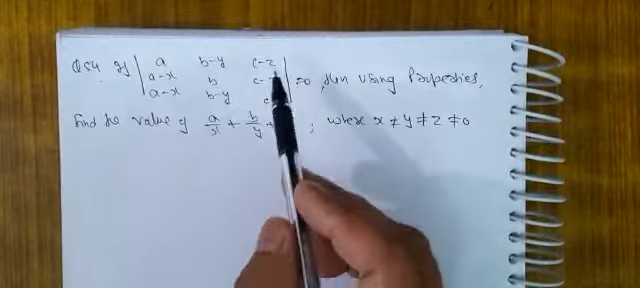 Q54 If | a b-y c-z |
| a-x b c- | =0, then using Properties,
| a-x b-y c |
find the value of a/x + b/y , where x ≠ y ≠ z ≠ 0